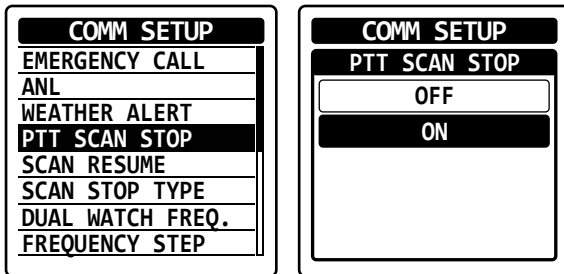 COMM SETUP
EMERGENCY CALL
ANL
WEATHER ALERT
PTT SCAN STOP
SCAN RESUME
SCAN STOP TYPE
DUAL WATCH FREQ.
FREQUENCY STEP
COMM SETUP
PTT SCAN STOP
OFF
ON